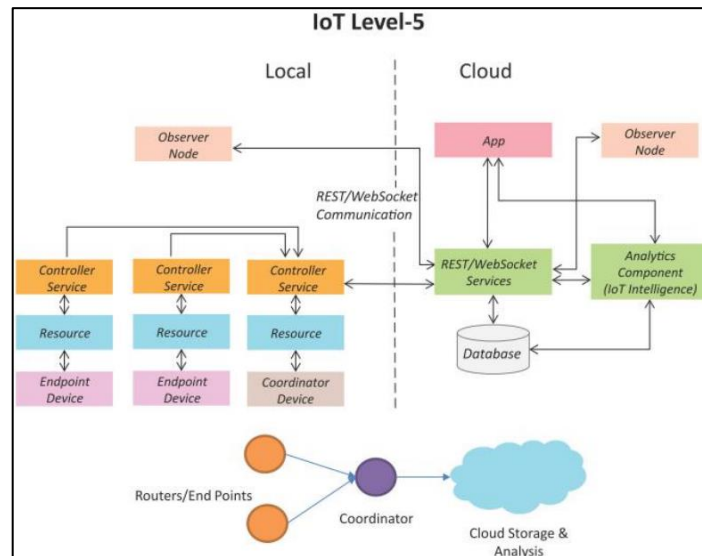 IoT Level-5
Local
Cloud
Observer
Node
App
Observer
Node
REST/WebSocket
Communication
Controller
Service
Controller
Service
Controller
Service
REST/WebSocket
Services
Analytics
Component
(IoT Intelligence)
Resource
Resource
Resource
Database
Endpoint
Device
Endpoint
Device
Coordinator
Device
Routers/End Points
Coordinator
Cloud Storage &
Analysis